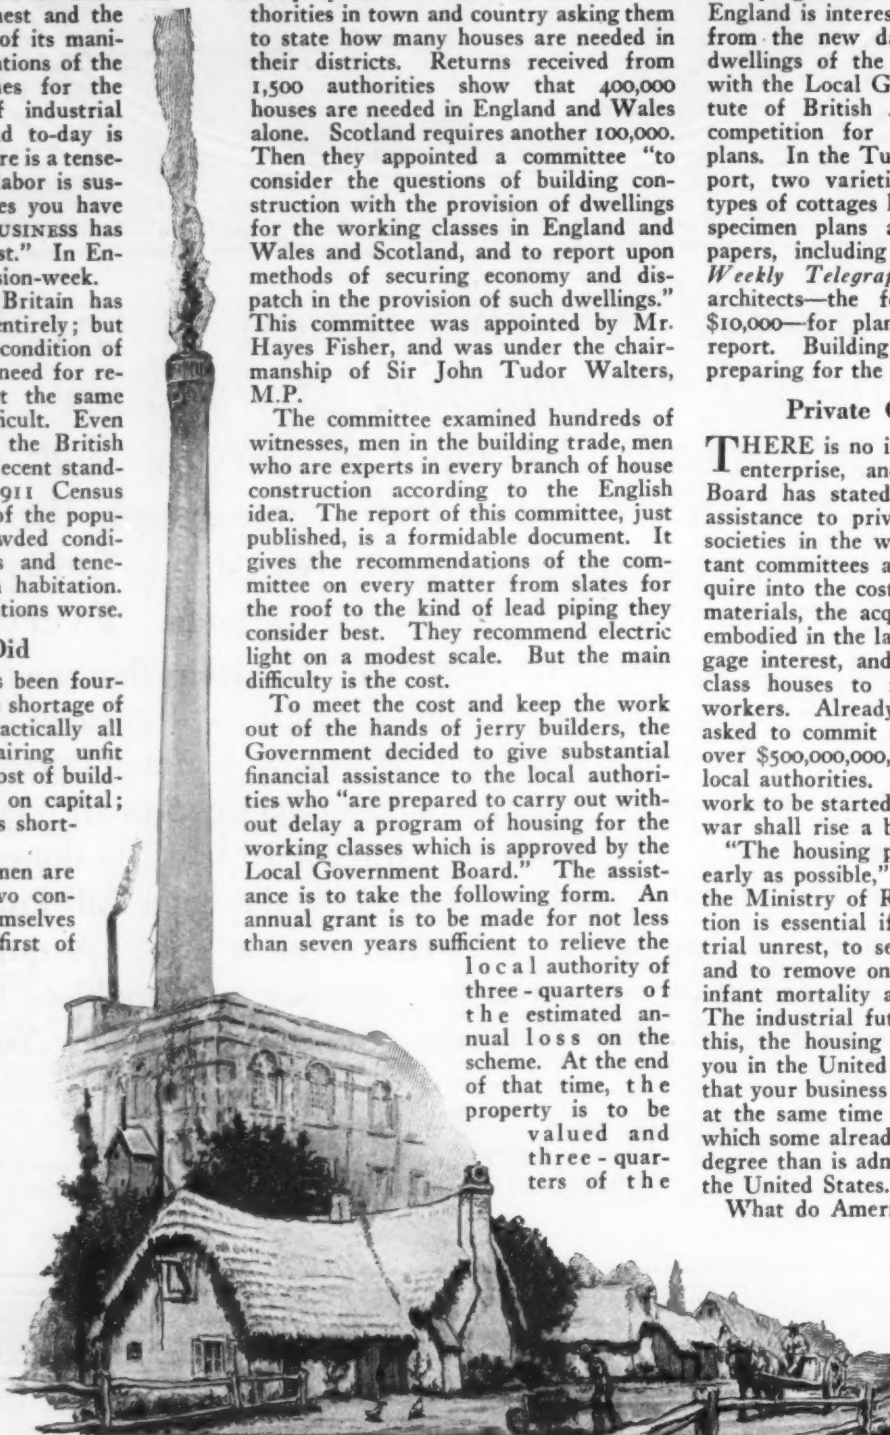 nest and the
of its mani-
tions of the
es for the
f industrial
d to-day is
re is a tense-
labor is sus-
es you have
USINESS has
st." In En-
sion-week.
Britain has
entirely; but
condition of
need for re-
t the same
ficult. Even
the British
ecent stand-
911 Census
of the popu-
wded condi-
s and tene-
habitation.
tions worse.
Did
s been four-
shortage of
actically all
airing unfit
ost of build-
on capital;
s short-
men are
wo con-
mselves
first of
thorities in town and country asking them
to state how many houses are needed in
their districts. Returns received from
1,500 authorities show that 400,000
houses are needed in England and Wales
alone. Scotland requires another 100,000.
Then they appointed a committee "to
consider the questions of building con-
struction with the provision of dwellings
for the working classes in England and
Wales and Scotland, and to report upon
methods of securing economy and dis-
patch in the provision of such dwellings."
This committee was appointed by Mr.
Hayes Fisher, and was under the chair-
manship of Sir John Tudor Walters,
M.P.
The committee examined hundreds of
witnesses, men in the building trade, men
who are experts in every branch of house
construction according to the English
idea. The report of this committee, just
published, is a formidable document. It
gives the recommendations of the com-
mittee on every matter from slates for
the roof to the kind of lead piping they
consider best. They recommend electric
light on a modest scale. But the main
difficulty is the cost.
To meet the cost and keep the work
out of the hands of jerry builders, the
Government decided to give substantial
financial assistance to the local authori-
ties who "are prepared to carry out with-
out delay a program of housing for the
working classes which is approved by the
Local Government Board." The assist-
ance is to take the following form. An
annual grant is to be made for not less
than seven years sufficient to relieve the
local authority of
three-quarters of
the estimated an-
nual loss on the
scheme. At the end
of that time, the
property is to be
valued and
three-quar-
ters of the
England is interes
from the new da
dwellings of the
with the Local G
tute of British
competition for
plans. In the Tu
port, two varieti
types of cottages
specimen plans a
papers, including
Weekly Telegrap
architects—the f
$10,000—for plan
report. Building
preparing for the
Private
THERE is no i
enterprise, an
Board has stated
assistance to priv
societies in the w
tant committees a
quire into the cost
materials, the acq
embodied in the la
gage interest, and
class houses to
workers. Already
asked to commit
over $500,000,000,
local authorities.
work to be started
war shall rise a b
"The housing p
early as possible,"
the Ministry of R
tion is essential if
trial unrest, to se
and to remove on
infant mortality a
The industrial fut
this, the housing
you in the United
that your business
at the same time
which some alread
degree than is adm
the United States.
What do Ameri